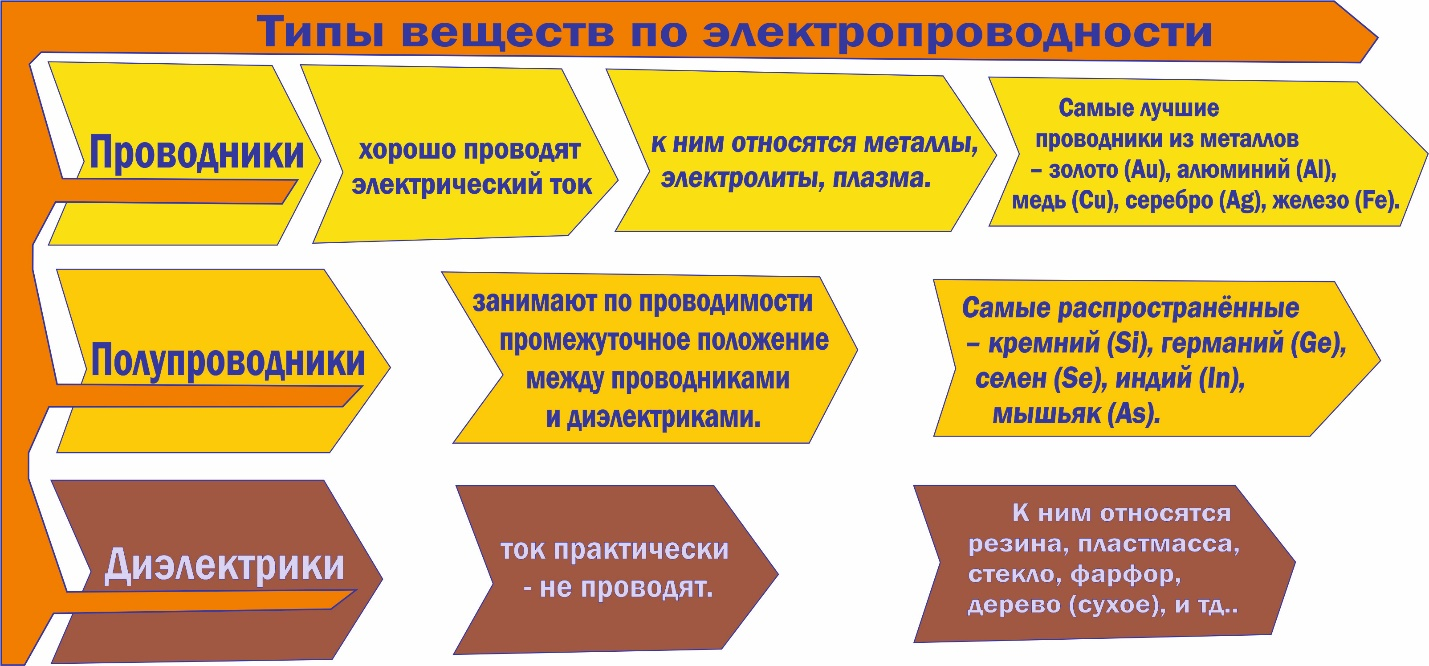 Типы веществ по электропроводности
Проводники
хорошо проводят
электрический ток
к ним относятся металлы,
электролиты, плазма.
Самые лучшие
проводники из металлов
– золото (Au), алюминий (Al),
медь (Cu), серебро (Ag), железо (Fe).
Полупроводники
занимают по проводимости
промежуточное положение
между проводниками
и диэлектриками.
Самые распространённые
– кремний (Si), германий (Ge),
селен (Se), индий (In),
мышьяк (As).
Диэлектрики
ток практически
- не проводят.
К ним относятся
резина, пластмасса,
стекло, фарфор,
дерево (сухое), и тд..